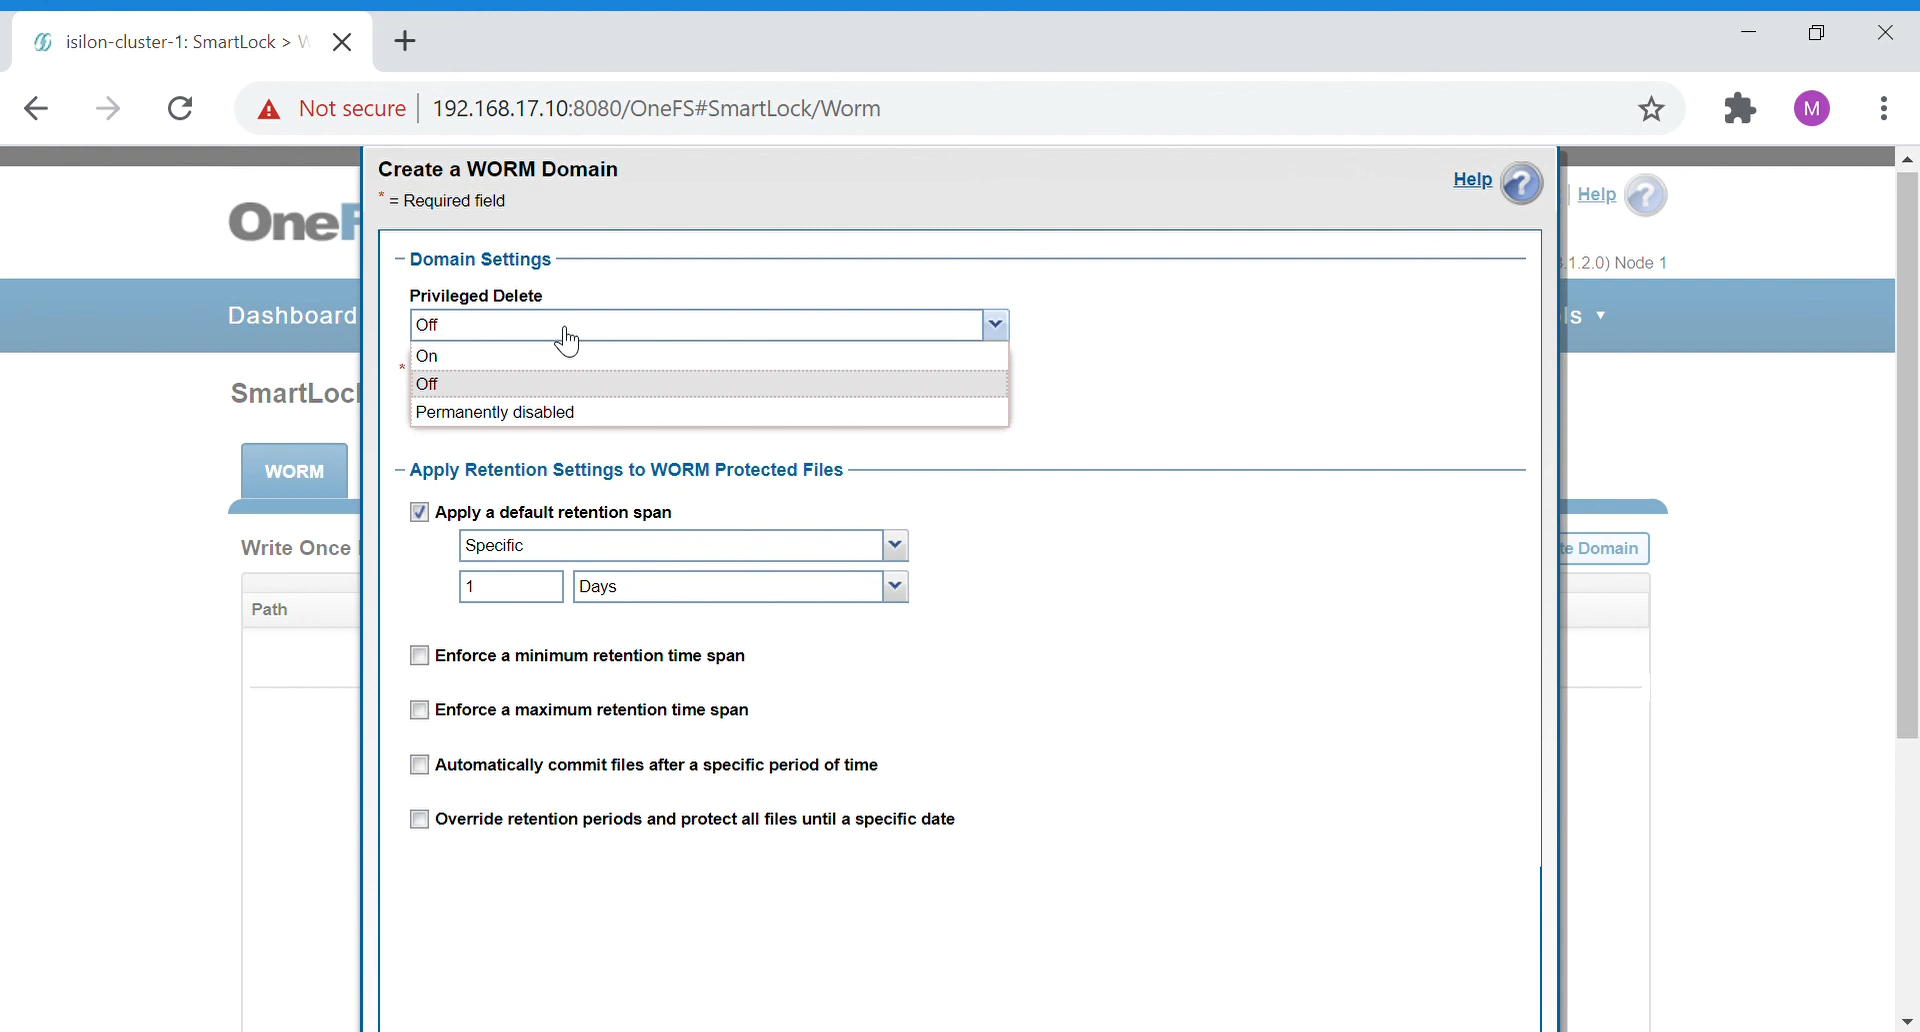 isilon-cluster-1: SmartLock >
Not secure
192.168.17.10:8080/OneFS#SmartLock/Worm
M
Create a WORM Domain
* = Required field
Help
Help
OneF
.1.2.0) Node 1
Domain Settings
Dashboard
ls
Privileged Delete
Off
On
*
Off
Permanently disabled
SmartLock
Apply Retention Settings to WORM Protected Files
WORM
Apply a default retention span
Specific
Write Once
te Domain
1 Days
Path
Enforce a minimum retention time span
Enforce a maximum retention time span
Automatically commit files after a specific period of time
Override retention periods and protect all files until a specific date